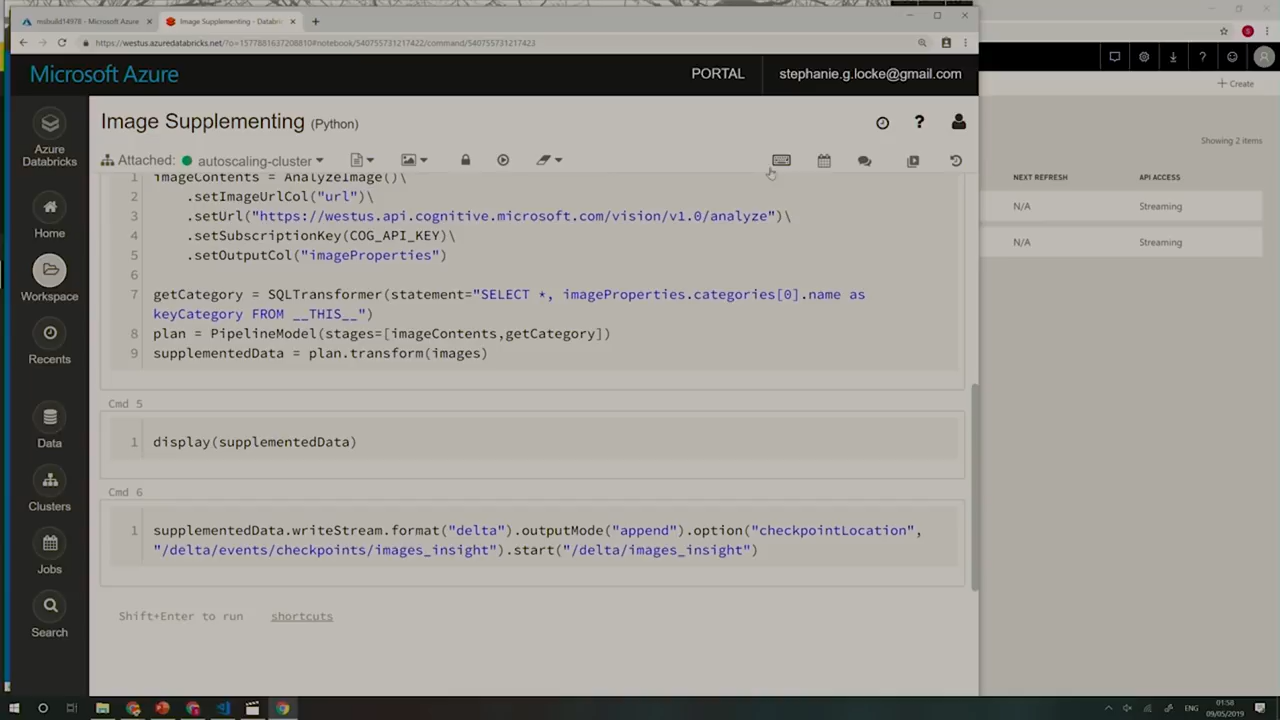 msbuild14978 - Microsoft Azure
Image Supplementing - Databri
https://westus.azuredatabricks.net/?o=1577881637208810#notebook/540755731217422/command/540755731217423
Microsoft Azure
PORTAL
stephanie.g.locke@gmail.com
Create
Image Supplementing (Python)
Showing 2 items
Azure
Databricks
Attached:
autoscaling-cluster
NEXT REFRESH
API ACCESS
1 imageContents = AnalyzeImage()\
2 .setImageUrlCol("url")\
3 .setUrl("https://westus.api.cognitive.microsoft.com/vision/v1.0/analyze")\
4 .setSubscriptionKey(COG_API_KEY)\
5 .setOutputCol("imageProperties")
6
7 getCategory = SQLTransformer(statement="SELECT *, imageProperties.categories[0].name as
keyCategory FROM __THIS__")
8 plan = PipelineModel(stages=[imageContents,getCategory])
9 supplementedData = plan.transform(images)
N/A
Streaming
N/A
Streaming
Home
Workspace
Recents
Data
Clusters
Jobs
Search
Cmd 5
1 display(supplementedData)
Cmd 6
1 supplementedData.writeStream.format("delta").outputMode("append").option("checkpointLocation",
"/delta/events/checkpoints/images_insight").start("/delta/images_insight")
Shift+Enter to run
shortcuts
ENG
01:58
09/05/2019